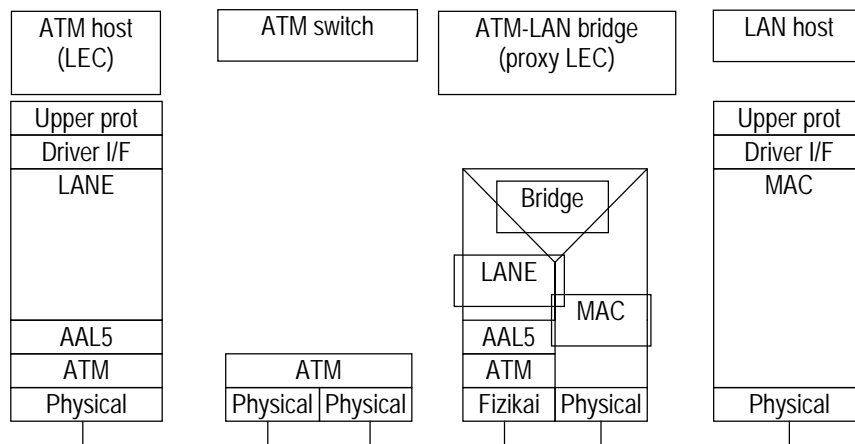 ATM host
(LEC)
ATM switch
ATM-LAN bridge
(proxy LEC)
LAN host
Upper prot
Driver I/F
LANE
AAL5
ATM
Physical
ATM
Physical
Physical
Bridge
LANE
MAC
AAL5
ATM
Fizikai
Physical
Upper prot
Driver I/F
MAC
Physical